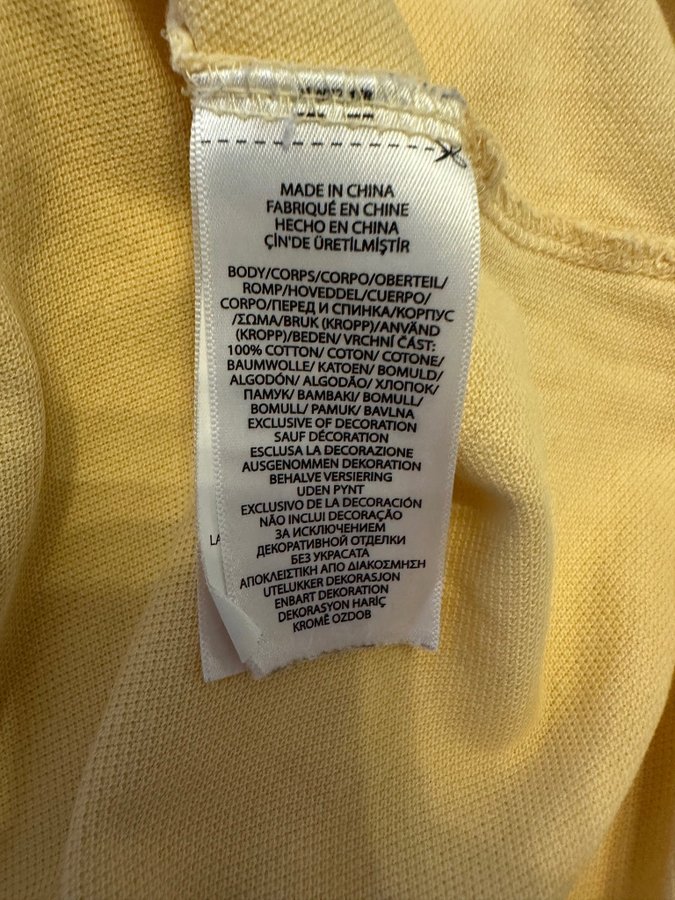 MADE IN CHINA
FABRIQUÉ EN CHINE
HECHO EN CHINA
ÇİN'DE ÜRETİLMİŞTİR
BODY/CORPS/CORPO/OBERTEIL/
ROMP/HOVEDDEL/CUERPO/
CORPO/ПЕРЕД И СПИНКА/КОРПУС
/ΣΩΜΑ/BRUK (KROPP)/ANVÄND
(KROPP)/BEDEN/ VRCHNÍ ČÁST:
100% COTTON/ COTON/ COTONE/
BAUMWOLLE/ KATOEN/ BOMULD/
ALGODÓN/ ALGODÃO/ ХЛОПОК/
ПАМУК/ BAMBAKI/ BOMULL/
BOMULL/ PAMUK/ BAVLNA
EXCLUSIVE OF DECORATION
SAUF DÉCORATION
ESCLUSA LA DECORAZIONE
AUSGENOMMEN DEKORATION
BEHALVE VERSIERING
UDEN PYNT
EXCLUSIVO DE LA DECORACIÓN
NÃO INCLUI DECORAÇÃO
ЗА ИСКЛЮЧЕНИЕМ
ДЕКОРАТИВНОЙ ОТДЕЛКИ
БЕЗ УКРАСАТА
ΑΠΟΚΛΕΙΣΤΙΚΗ ΑΠΟ ΔΙΑΚΟΣΜΗΣΗ
UTELUKKER DEKORASJON
ENBART DEKORATION
DEKORASYON HARİÇ
KROMĚ OZDOB
LA